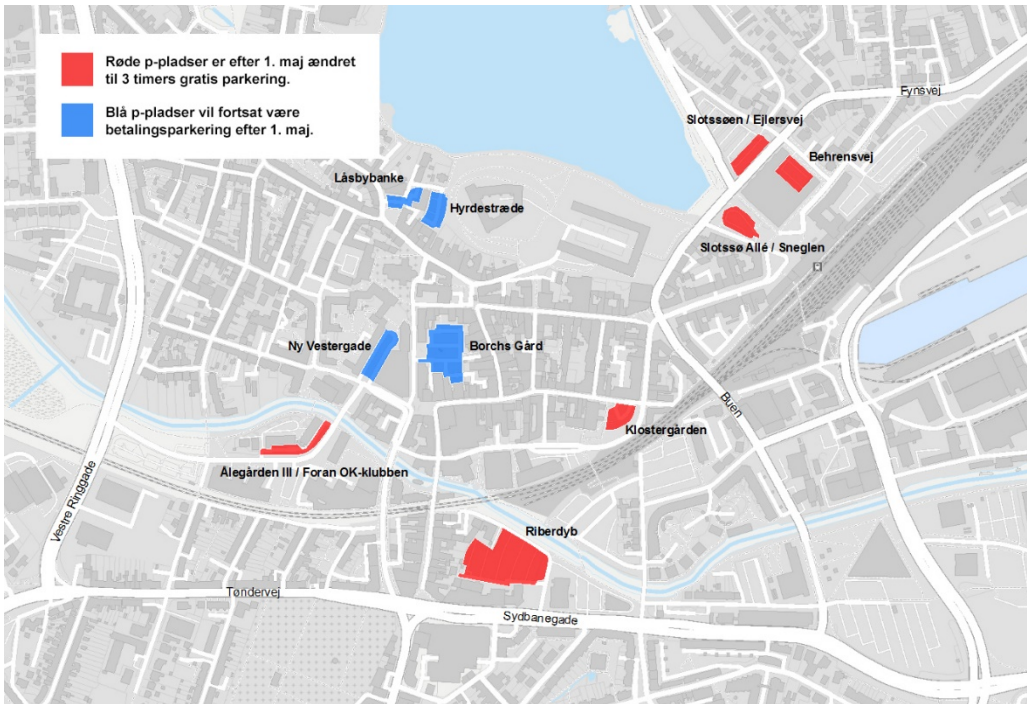 Røde p-pladser er efter 1. maj ændret
til 3 timers gratis parkering.
Blå p-pladser vil fortsat være
betalingsparkering efter 1. maj.
Fynsvej
Slotssøen / Ejlersvej
Behrensvej
Låsbybanke
Hyrdestræde
Slotssø Allé / Sneglen
Ny Vestergade
Borchs Gård
Buen
Klostergården
Ålegården III / Foran OK-klubben
Vestre Ringgade
Riberdyb
Tøndervej
Sydbanegade